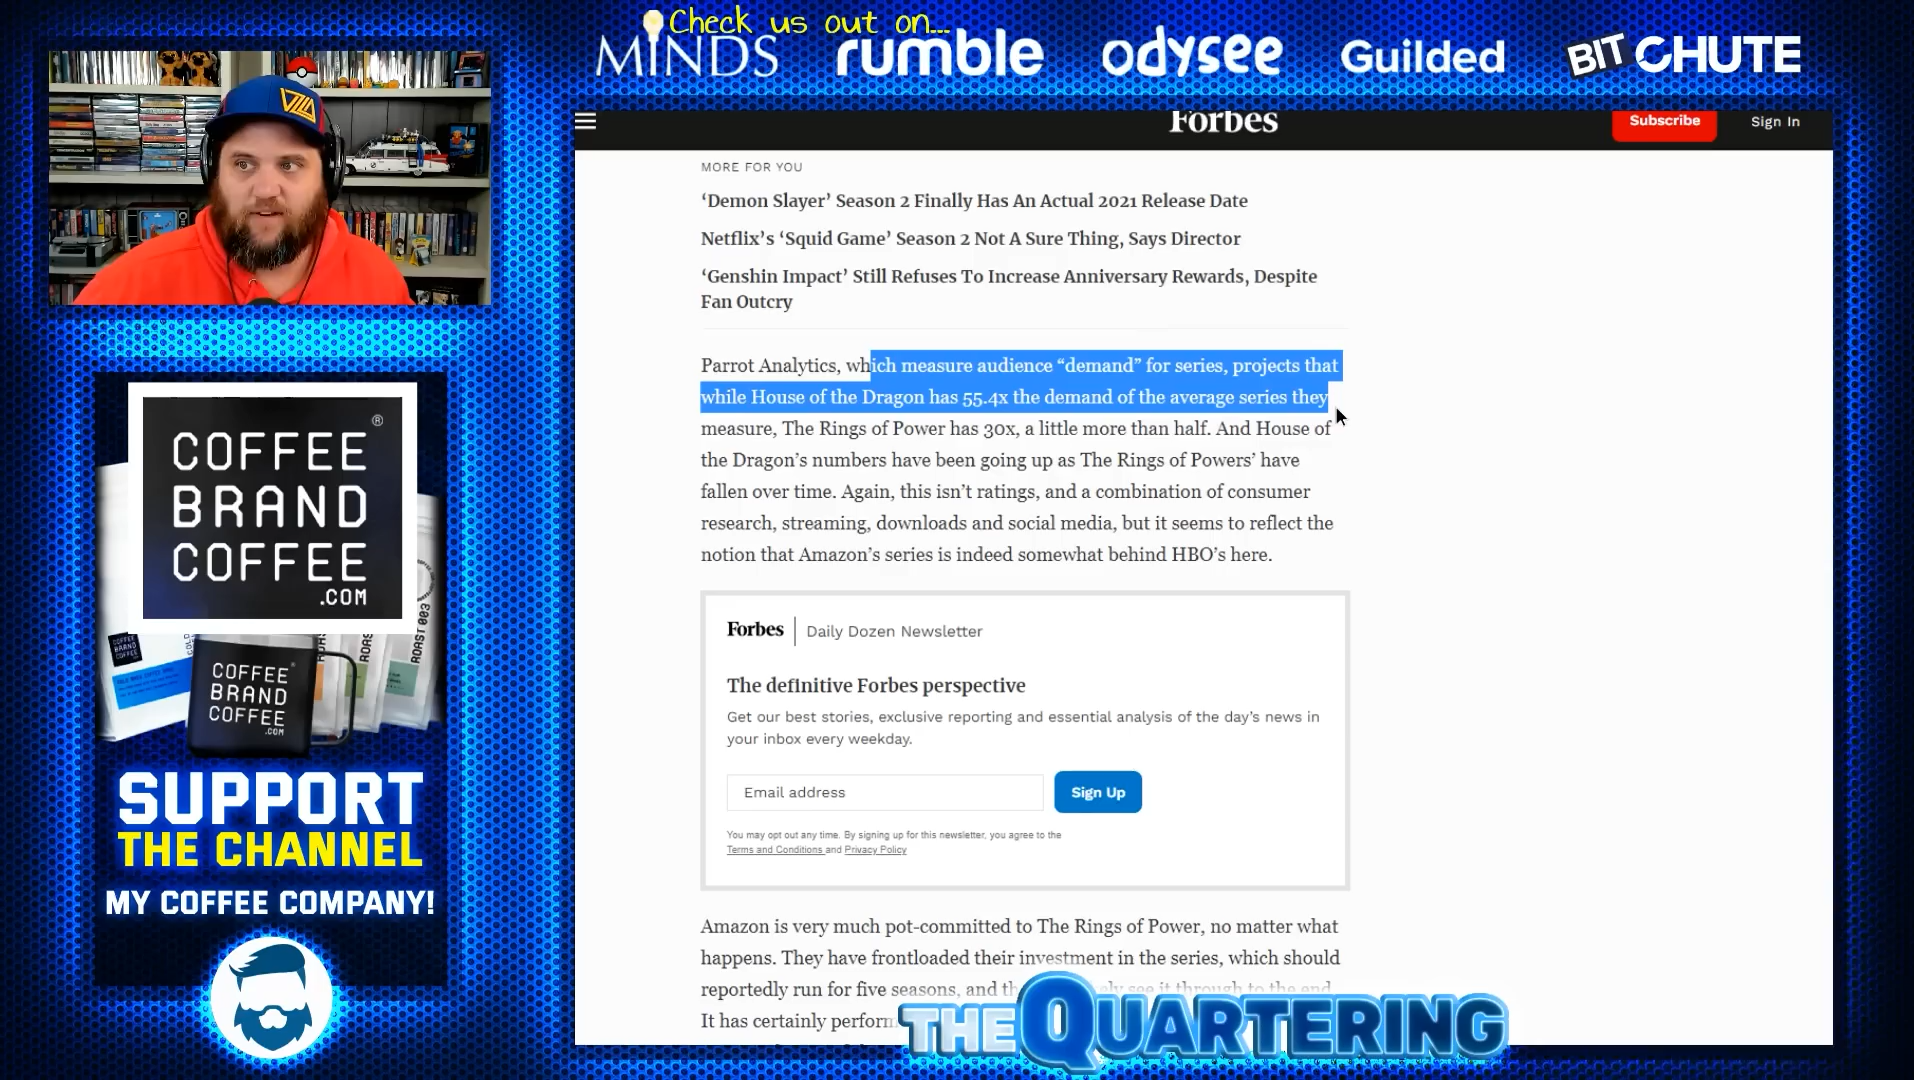 Check us out on...
MINDS
rumble
odysee
Guilded
BITCHUTE
Forbes
Subscribe
Sign In
MORE FOR YOU
‘Demon Slayer’ Season 2 Finally Has An Actual 2021 Release Date
Netflix’s ‘Squid Game’ Season 2 Not A Sure Thing, Says Director
‘Genshin Impact’ Still Refuses To Increase Anniversary Rewards, Despite
Fan Outcry
Parrot Analytics, which measure audience “demand” for series, projects that
while House of the Dragon has 55.4x the demand of the average series they
measure, The Rings of Power has 30x, a little more than half. And House of
the Dragon’s numbers have been going up as The Rings of Powers’ have
fallen over time. Again, this isn’t ratings, and a combination of consumer
research, streaming, downloads and social media, but it seems to reflect the
notion that Amazon’s series is indeed somewhat behind HBO’s here.
Forbes | Daily Dozen Newsletter
The definitive Forbes perspective
Get our best stories, exclusive reporting and essential analysis of the day’s news in
your inbox every weekday.
Email address
Sign Up
You may opt out any time. By signing up for this newsletter, you agree to the
Terms and Conditions and Privacy Policy
Amazon is very much pot-committed to The Rings of Power, no matter what
happens. They have frontloaded their investment in the series, which should
reportedly run for five seasons, and see it through to the end.
It has certainly
THE QUARTERING
COFFEE
BRAND
COFFEE
.COM
®
ROAST 003
COFFEE
BRAND
COFFEE
.COM
SUPPORT
THE CHANNEL
MY COFFEE COMPANY!